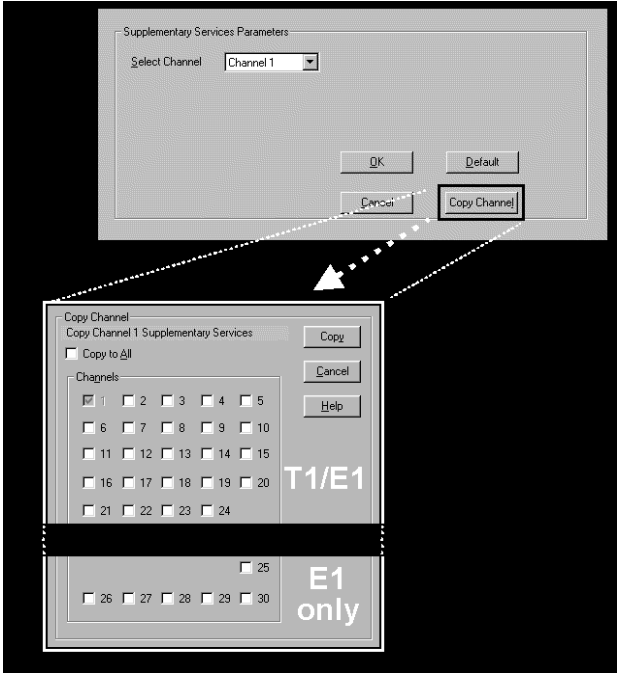 Supplementary Services Parameters
Select Channel Channel 1
OK Default
Cancel Copy Channel
Copy Channel
Copy Channel 1 Supplementary Services Copy
Copy to All
Cancel
Channels
1 2 3 4 5 Help
6 7 8 9 10
11 12 13 14 15
16 17 18 19 20 T1/E1
21 22 23 24
25
E1
26 27 28 29 30 only